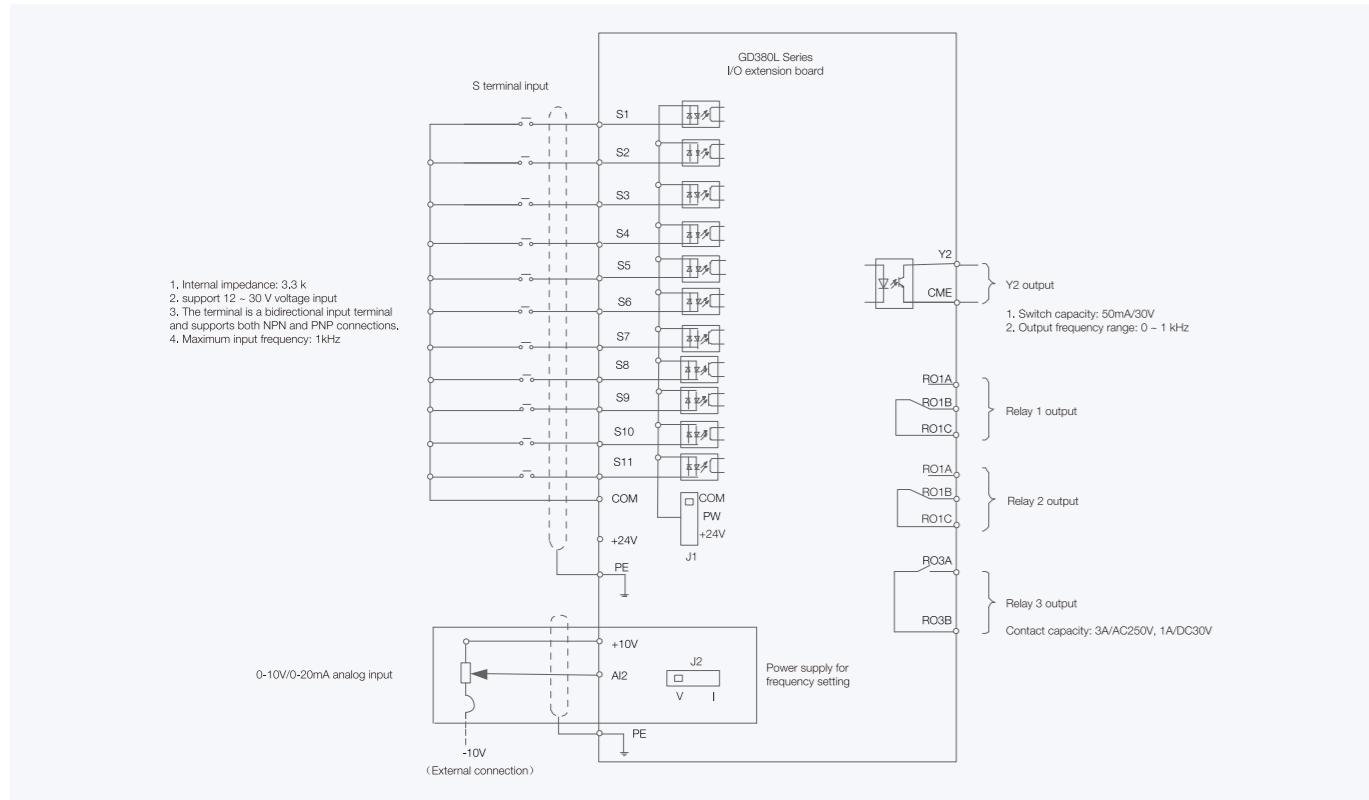 GD380L Series
I/O extension board
S terminal input
S1
S2
S3
S4
S5
S6
S7
S8
S9
S10
S11
COM
+24V
PE
COM
PW
+24V
J1
1. Internal impedance: 3.3 k
2. support 12 ~ 30 V voltage input
3. The terminal is a bidirectional input terminal
and supports both NPN and PNP connections.
4. Maximum input frequency: 1kHz
Y2
CME
Y2 output
1. Switch capacity: 50mA/30V
2. Output frequency range: 0 ~ 1 kHz
RO1A
RO1B
RO1C
Relay 1 output
RO1A
RO1B
RO1C
Relay 2 output
RO3A
RO3B
Relay 3 output
Contact capacity: 3A/AC250V, 1A/DC30V
0-10V/0-20mA analog input
+10V
AI2
J2
V I
Power supply for
frequency setting
PE
-10V
(External connection)